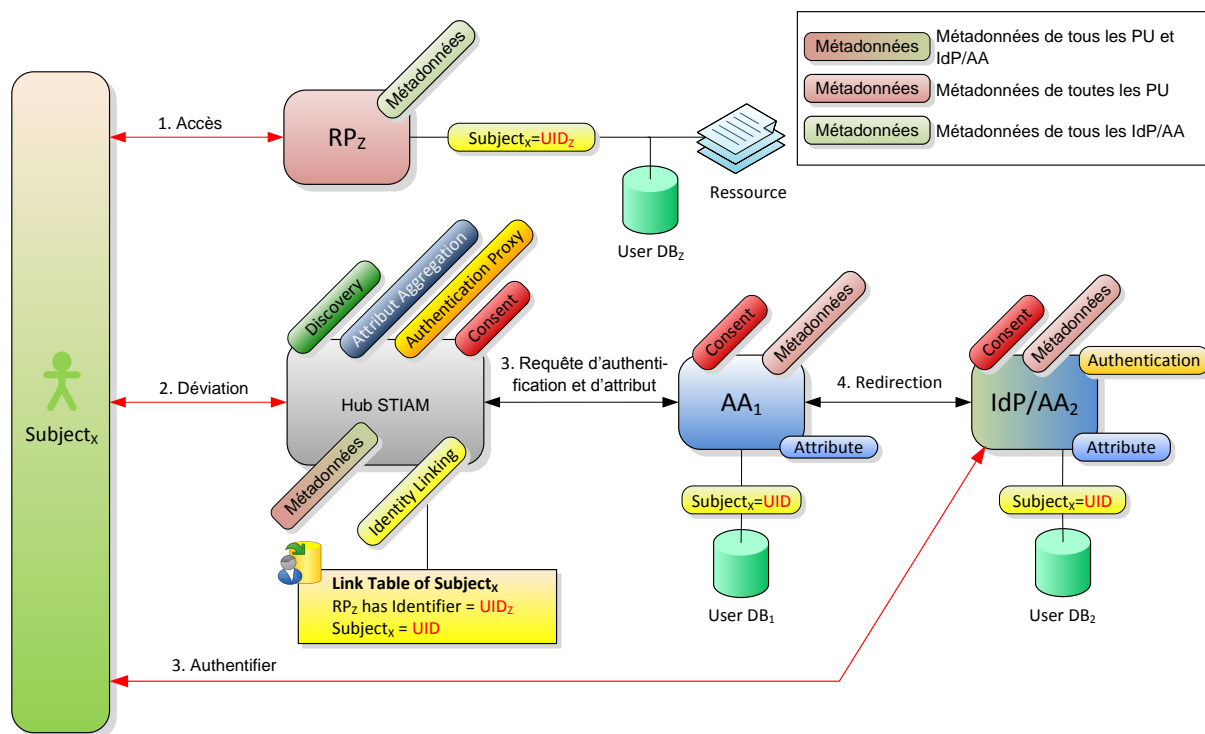 Métadonnées
Métadonnées de tous les PU et
IdP/AA
Métadonnées
Métadonnées de toutes les PU
Métadonnées
Métadonnées de tous les IdP/AA
Métadonnées
1. Accès
RPZ
SubjectX=UIDZ
Ressource
User DBZ
Discovery
Attribut Aggregation
Authentication Proxy
Consent
2. Déviation
Hub STIAM
3. Requête d'authenti-
fication et d'attribut
Consent
Métadonnées
AA1
Attribute
4. Redirection
Consent
Métadonnées
Authentication
IdP/AA2
Attribute
SubjectX
Métadonnées
Identity Linking
SubjectX=UID
User DB1
SubjectX=UID
User DB2
Link Table of SubjectX
RPZ has Identifier = UIDZ
SubjectX = UID
3. Authentifier